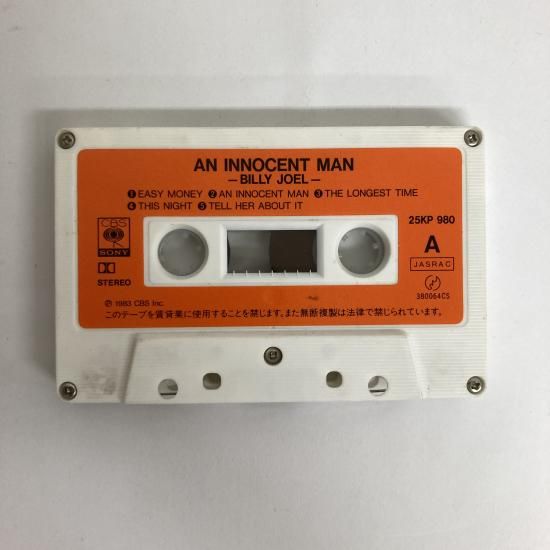 AN INNOCENT MAN
—BILLY JOEL—
❶EASY MONEY ❷AN INNOCENT MAN ❸THE LONGEST TIME
❹THIS NIGHT ❺TELL HER ABOUT IT
25KP 980
CBS
SONY
A
JASRAC
STEREO
380064CS
℗1983 CBS Inc.
このテープを賃貸業に使用することを禁じます。また無断複製は法律で禁じられています。